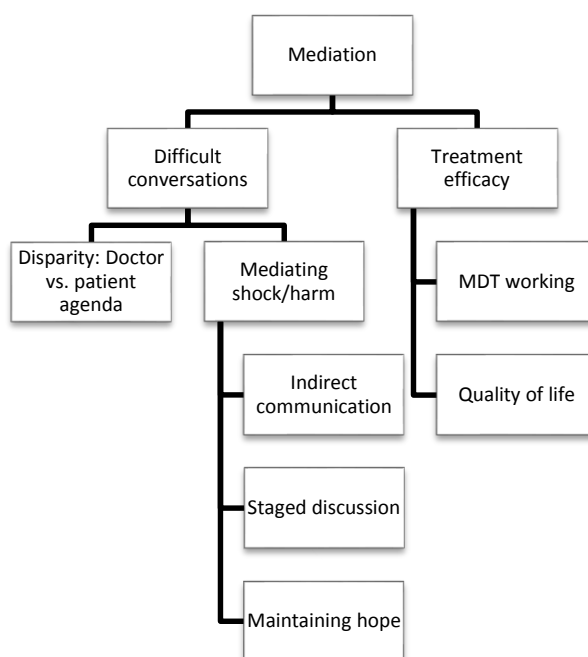 Mediation
Difficult
conversations
Treatment
efficacy
Disparity: Doctor
vs. patient
agenda
Mediating
shock/harm
MDT working
Indirect
communication
Quality of life
Staged discussion
Maintaining hope